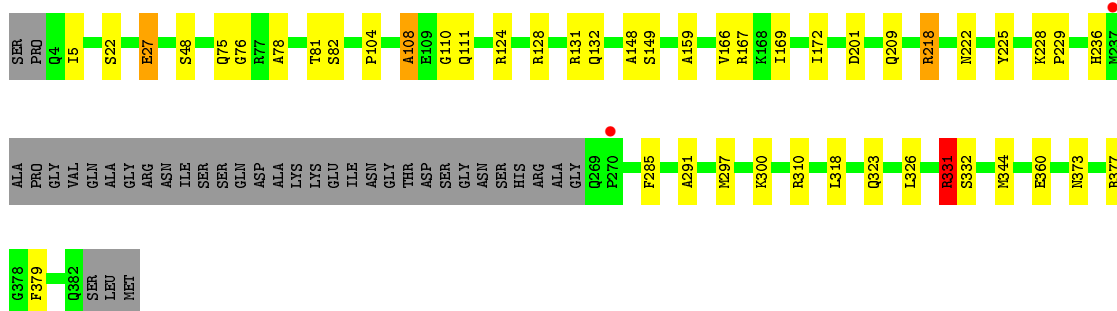 SER PRO Q4 I5 S22 E27 S48 Q75 G76 R77 A78 T81 S82 P104 A108 E109 G110 Q111 R124 R128 R131 Q132 A148 S149 A159 V166 R167 K168 I169 I172 D201 Q209 R218 N222 Y225 K228 P229 H236 M237
ALA PRO GLY VAL GLN ALA GLY ARG ASN ILE SER SER GLN ASP ALA LYS LYS GLU ILE ASN GLY THR ASP SER GLY ASN SER HIS ARG ALA GLY Q269 P270 F285 A291 M297 K300 R310 L318 Q323 L326 R331 S332 M344 E360 N373 R377
G378 F379 Q382 SER LEU MET